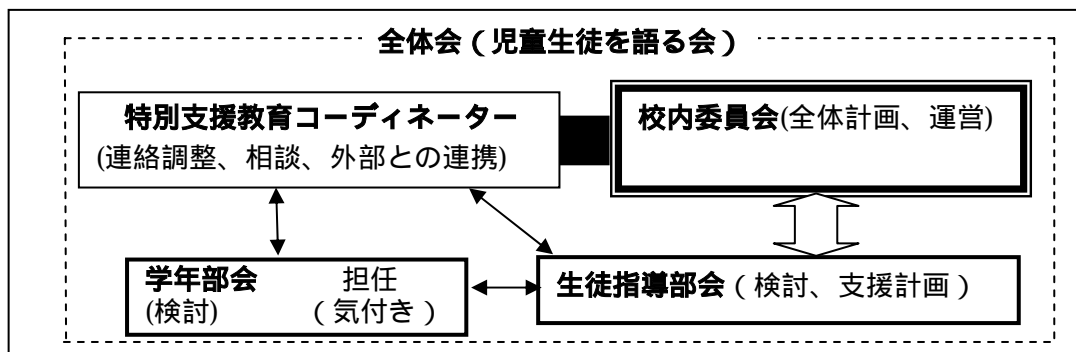 全体会（児童生徒を語る会）
特別支援教育コーディネーター
(連絡調整、相談、外部との連携)
校内委員会(全体計画、運営)
学年部会　　担任
(検討)　　（気付き）
生徒指導部会（検討、支援計画）